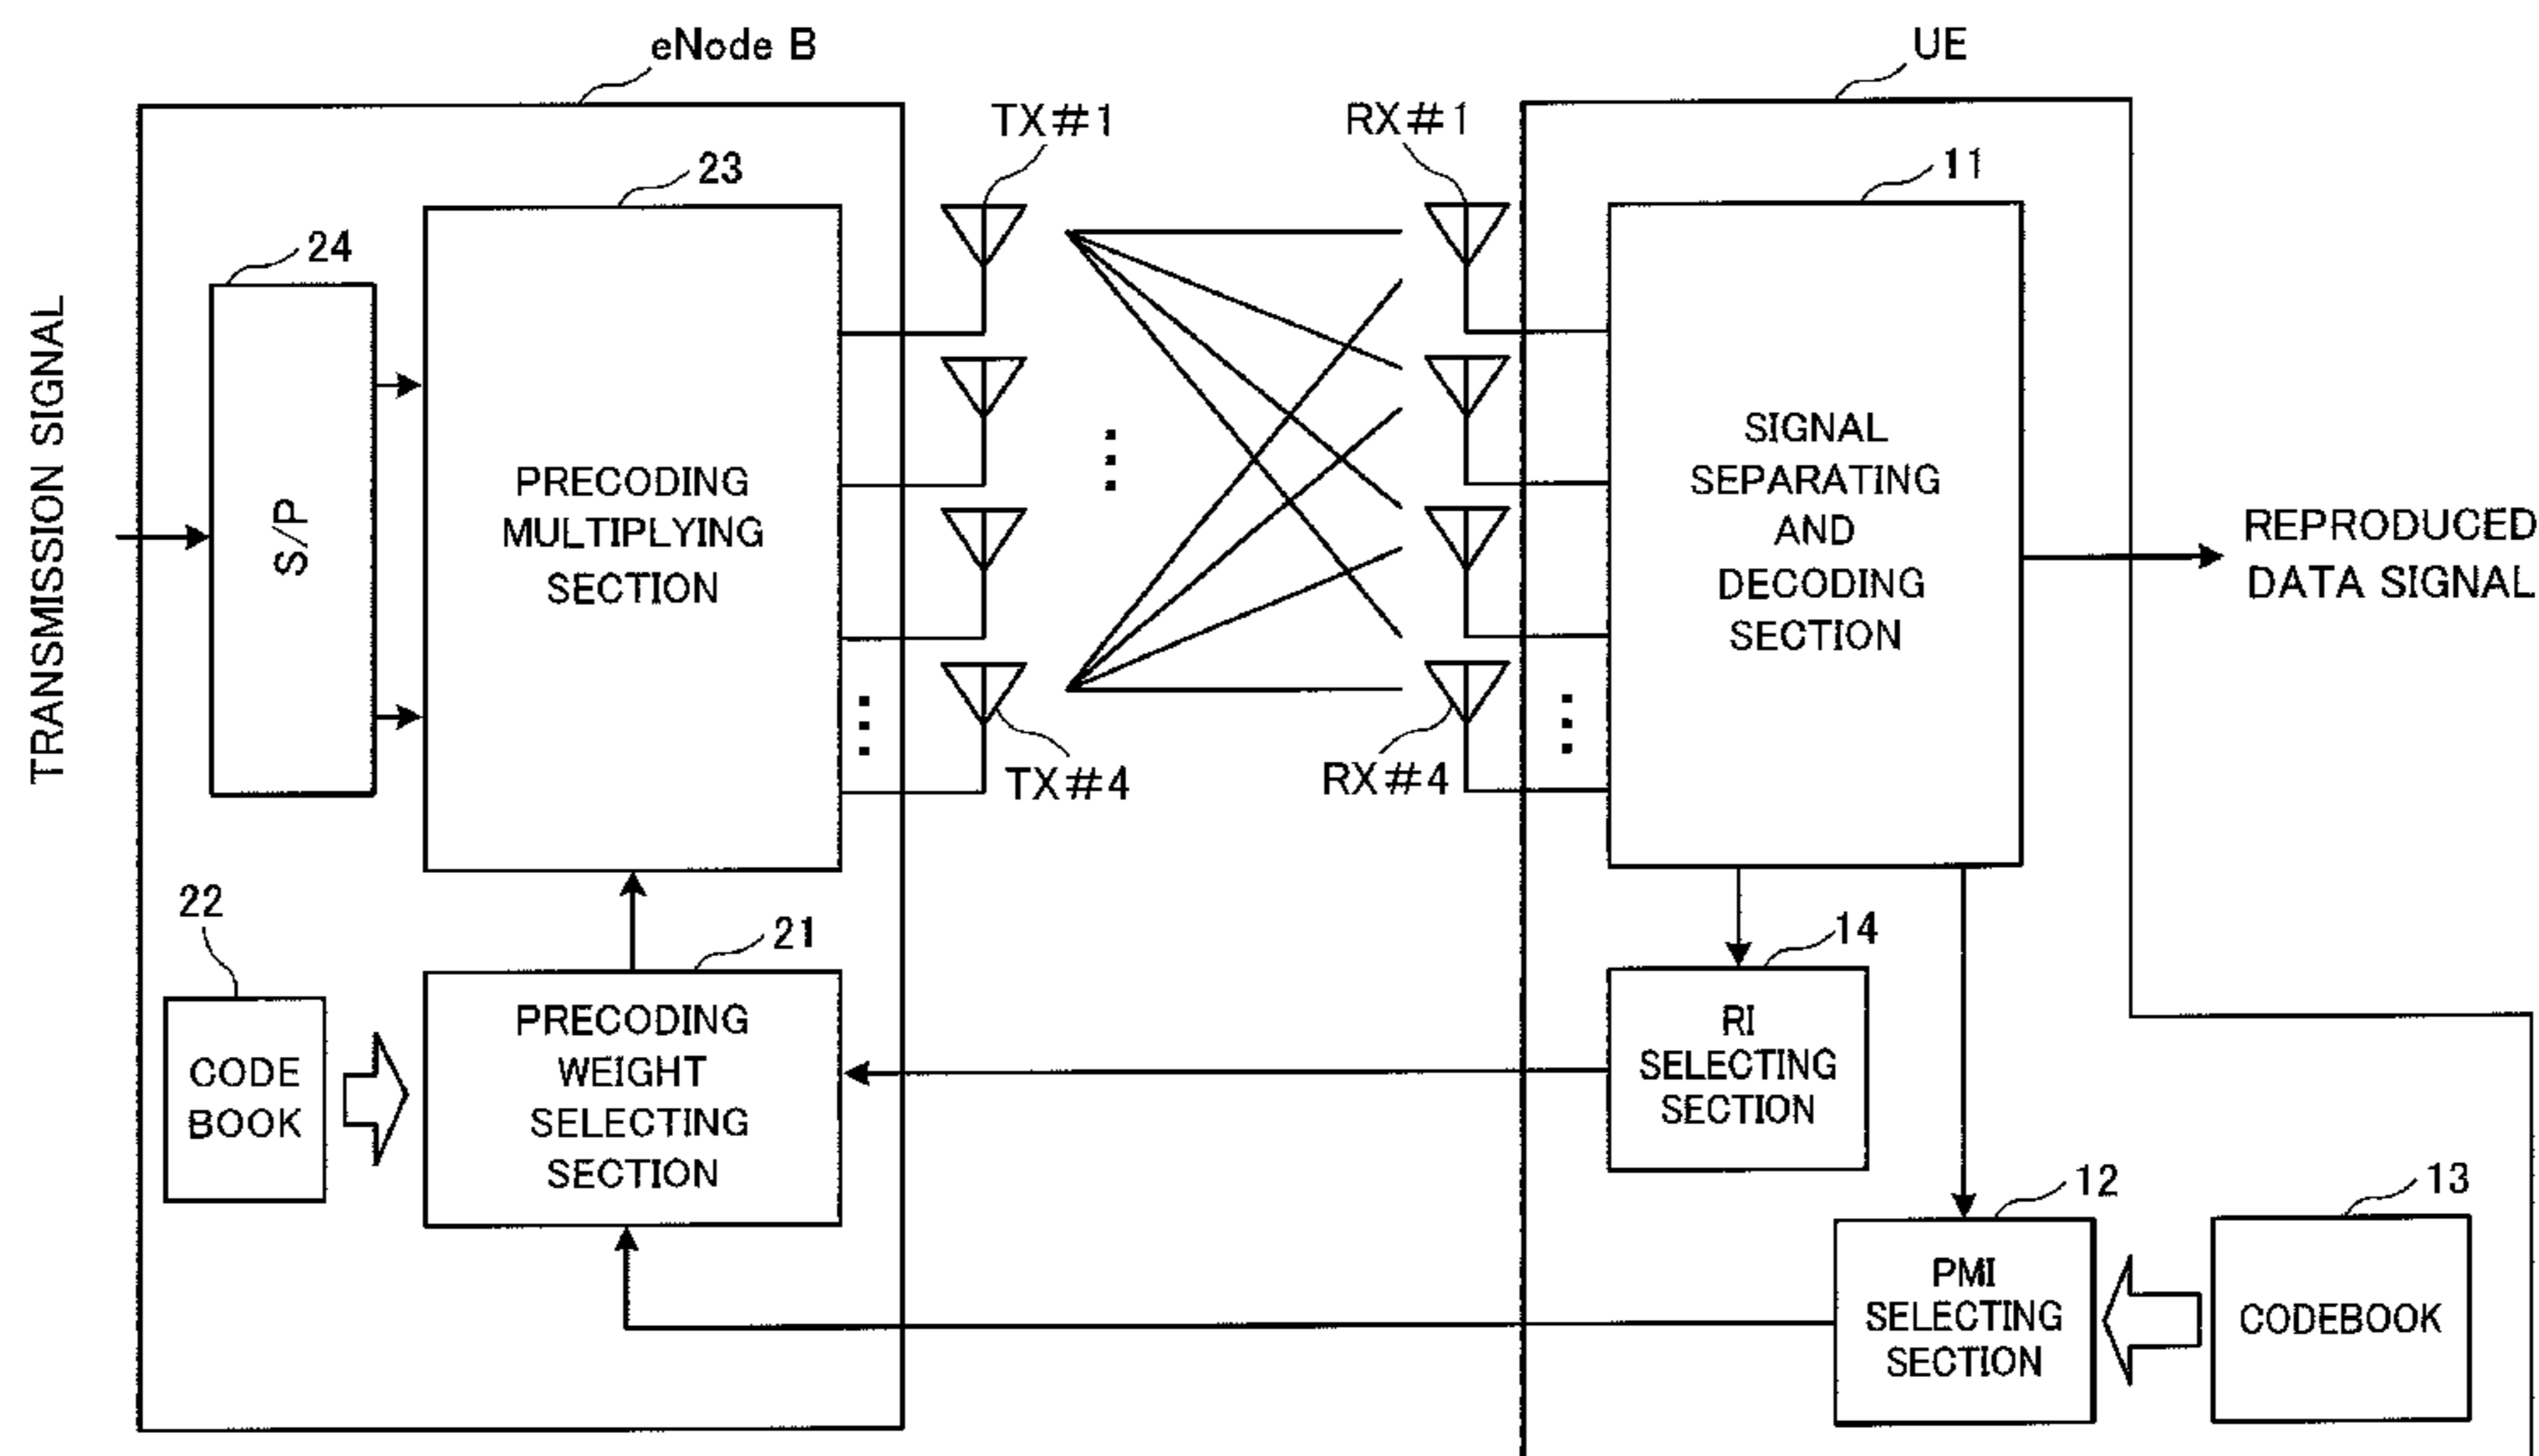 eNode B
UE
TX#1
RX#1
23
11
24
TRANSMISSION SIGNAL
S/P
PRECODING
MULTIPLYING
SECTION
SIGNAL
SEPARATING
AND
DECODING
SECTION
REPRODUCED
DATA SIGNAL
TX#4
RX#4
22
21
14
CODE
BOOK
PRECODING
WEIGHT
SELECTING
SECTION
RI
SELECTING
SECTION
12
13
PMI
SELECTING
SECTION
CODEBOOK